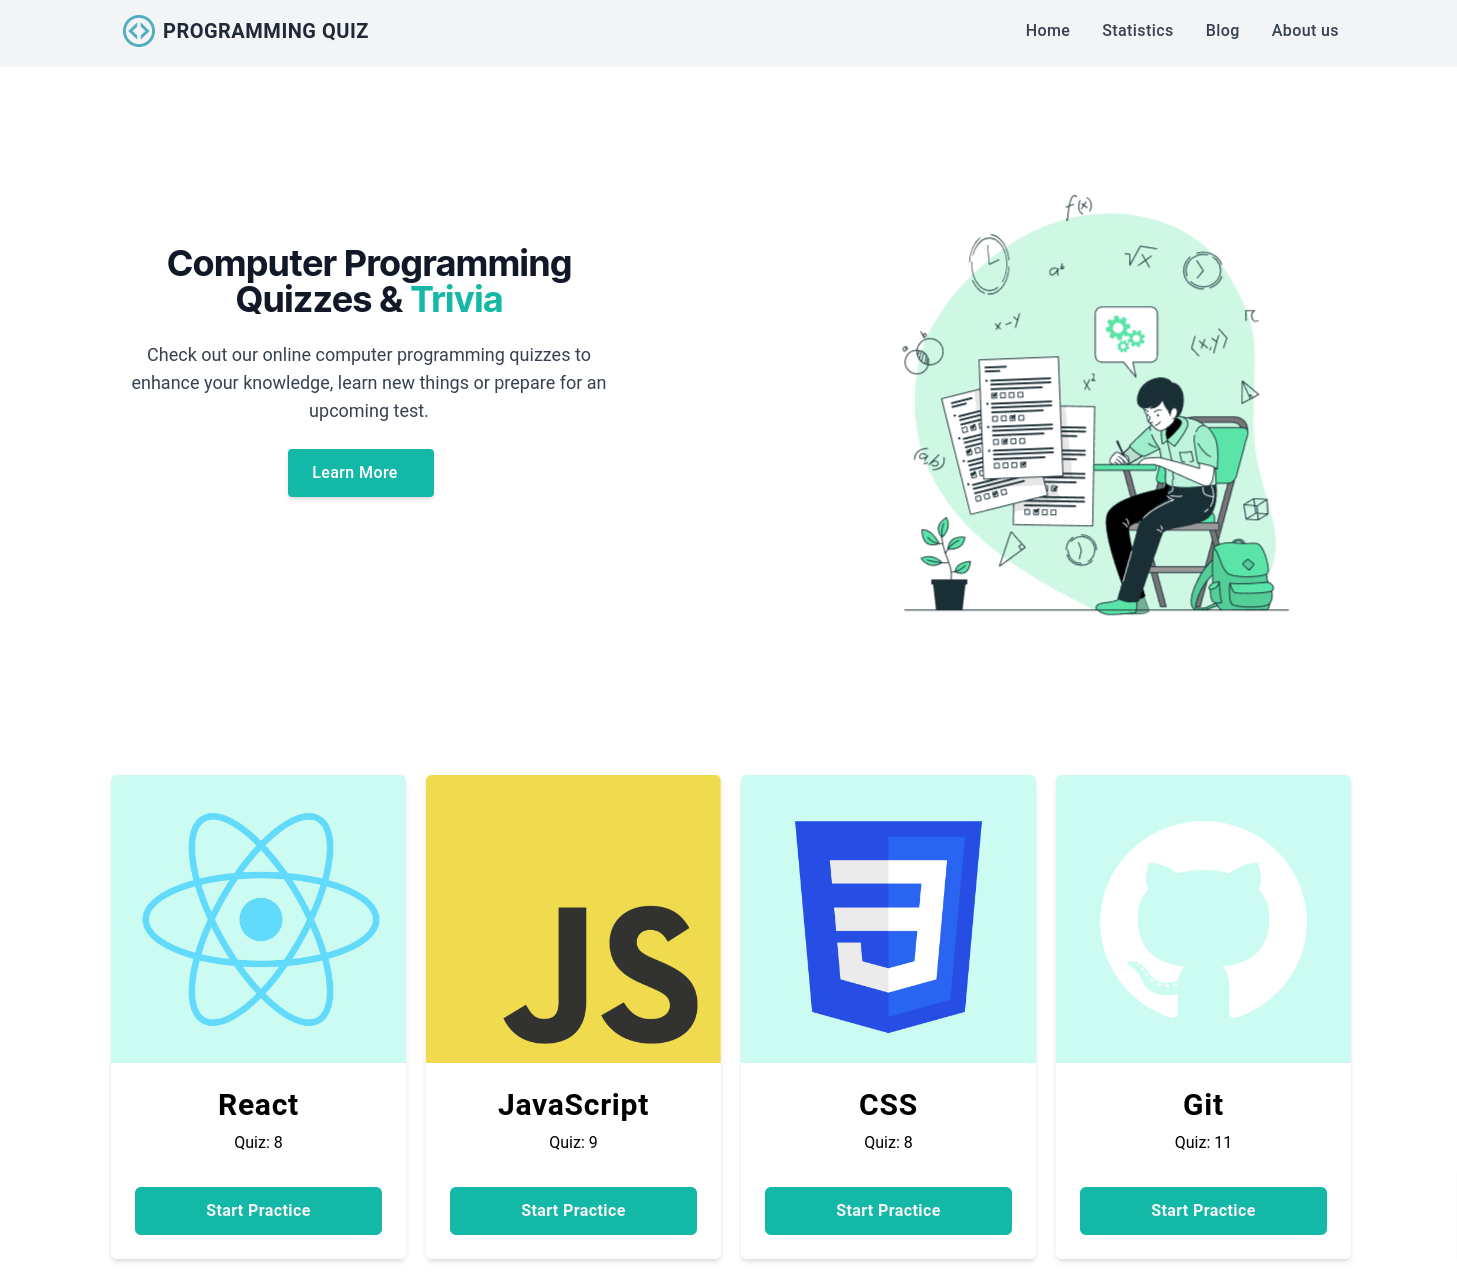 PROGRAMMING QUIZ
Home Statistics Blog About us
Computer Programming
Quizzes & Trivia
Check out our online computer programming quizzes to
enhance your knowledge, learn new things or prepare for an
upcoming test.
Learn More
f(x)
a^b
√x
x-y
π
(x,y)
a b
x²
(a,b)
JS
React
Quiz: 8
Start Practice
JavaScript
Quiz: 9
Start Practice
CSS
Quiz: 8
Start Practice
Git
Quiz: 11
Start Practice